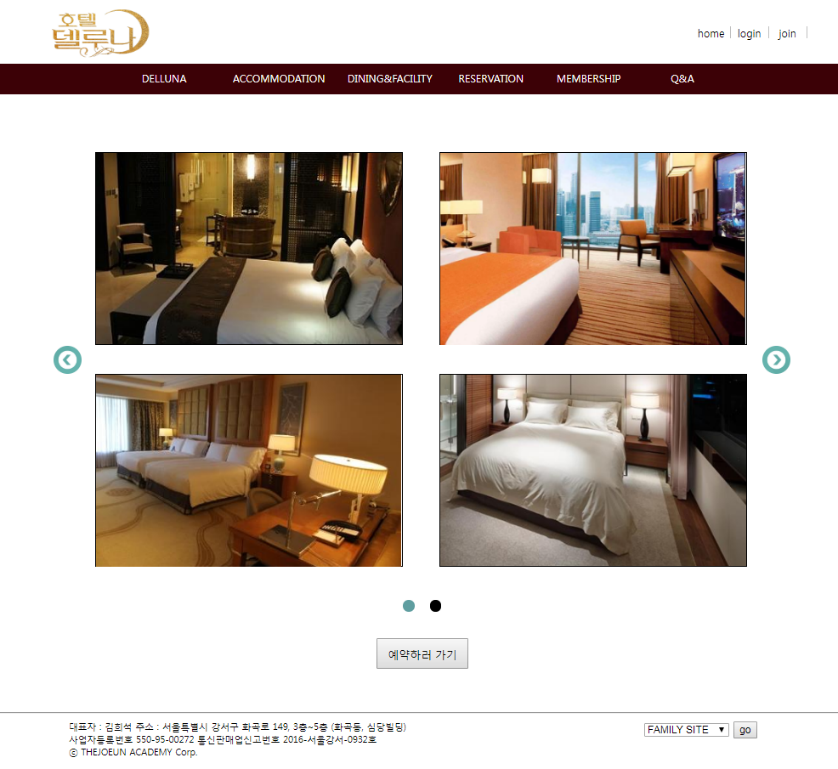 호텔
델루나
home login join
DELLUNA ACCOMMODATION DINING&FACILITY RESERVATION MEMBERSHIP Q&A
예약하러 가기
대표자 : 김희석 주소 : 서울특별시 강서구 화곡로 149, 3층~5층 (화곡동, 심당빌딩)
FAMILY SITE go
사업자등록번호 550-95-00272 통신판매업신고번호 2016-서울강서-0932호
ⓒ THEJOEUN ACADEMY Corp.